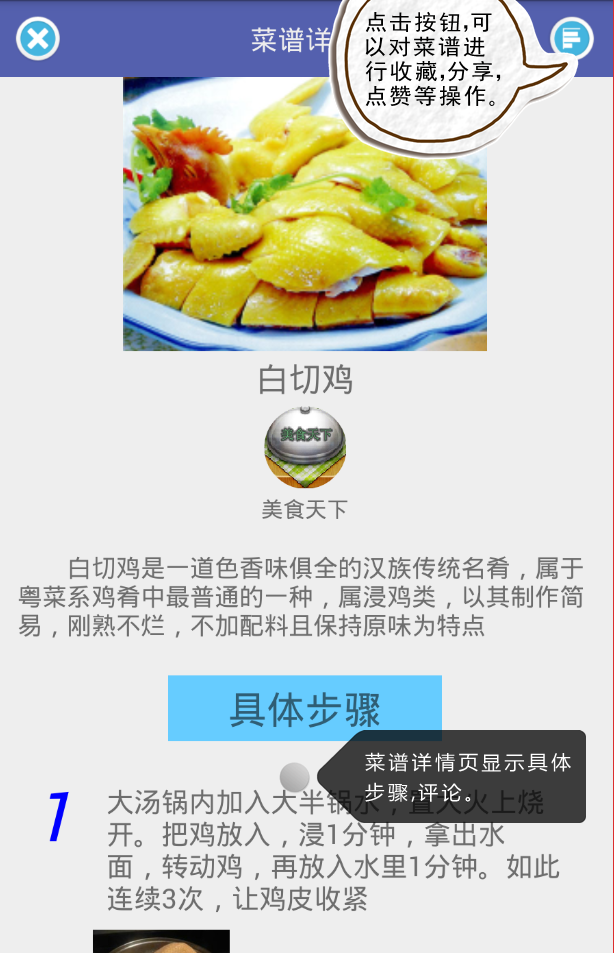 菜谱详
点击按钮,可
以对菜谱进
行收藏,分享,
点赞等操作。
白切鸡
美食天下
美食天下
白切鸡是一道色香味俱全的汉族传统名肴，属于
粤菜系鸡肴中最普通的一种，属浸鸡类，以其制作简
易，刚熟不烂，不加配料且保持原味为特点
具体步骤
菜谱详情页显示具体
步骤,评论。
1
大汤锅内加入大半锅水，置大火上烧
开。把鸡放入，浸1分钟，拿出水
面，转动鸡，再放入水里1分钟。如此
连续3次，让鸡皮收紧